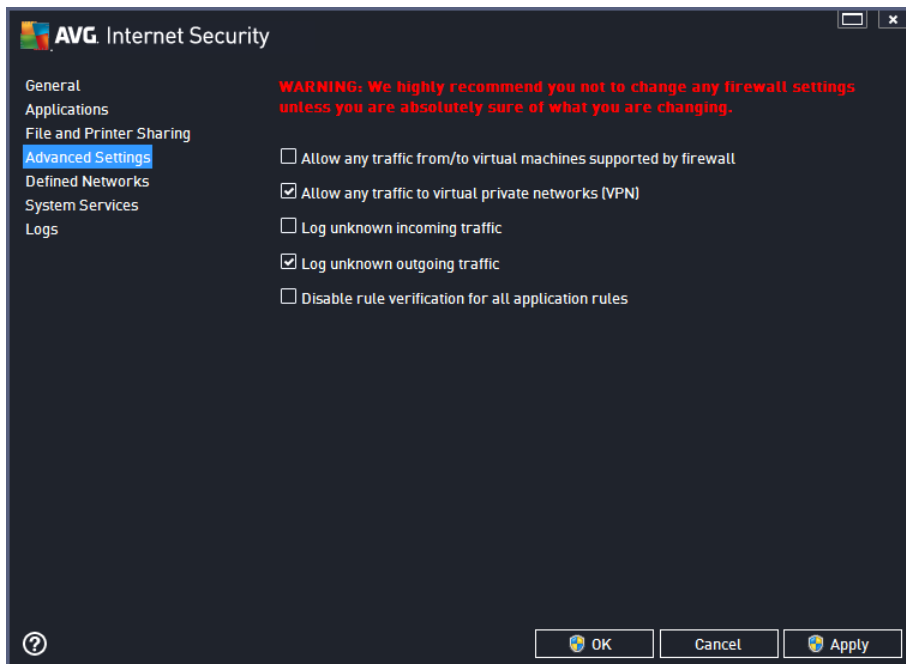 AVG. Internet Security
General
Applications
File and Printer Sharing
Advanced Settings
Defined Networks
System Services
Logs
WARNING: We highly recommend you not to change any firewall settings
unless you are absolutely sure of what you are changing.
Allow any traffic from/to virtual machines supported by firewall
Allow any traffic to virtual private networks (VPN)
Log unknown incoming traffic
Log unknown outgoing traffic
Disable rule verification for all application rules
OK
Cancel
Apply